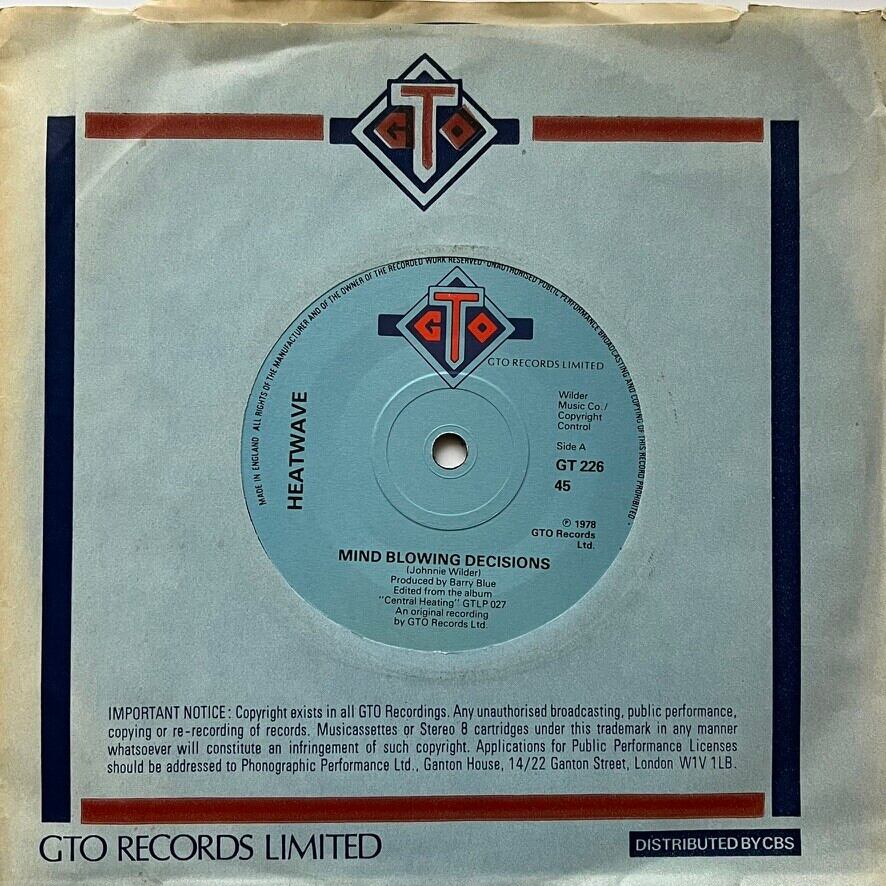 GTO
MADE IN ENGLAND ALL RIGHTS OF THE MANUFACTURER AND OF THE OWNER OF THE RECORDED WORK RESERVED · UNAUTHORISED PUBLIC PERFORMANCE BROADCASTING AND COPYING OF THIS RECORD PROHIBITED ·
GTO
GTO RECORDS LIMITED
HEATWAVE
Wilder
Music Co./
Copyright
Control
Side A
GT 226
45
℗ 1978
GTO Records
Ltd.
MIND BLOWING DECISIONS
(Johnnie Wilder)
Produced by Barry Blue
Edited from the album
"Central Heating" GTLP 027
An original recording
by GTO Records Ltd.
IMPORTANT NOTICE: Copyright exists in all GTO Recordings. Any unauthorised broadcasting, public performance,
copying or re-recording of records. Musicassettes or Stereo 8 cartridges under this trademark in any manner
whatsoever will constitute an infringement of such copyright. Applications for Public Performance Licenses
should be addressed to Phonographic Performance Ltd., Ganton House, 14/22 Ganton Street, London W1V 1LB.
GTO RECORDS LIMITED
DISTRIBUTED BY CBS